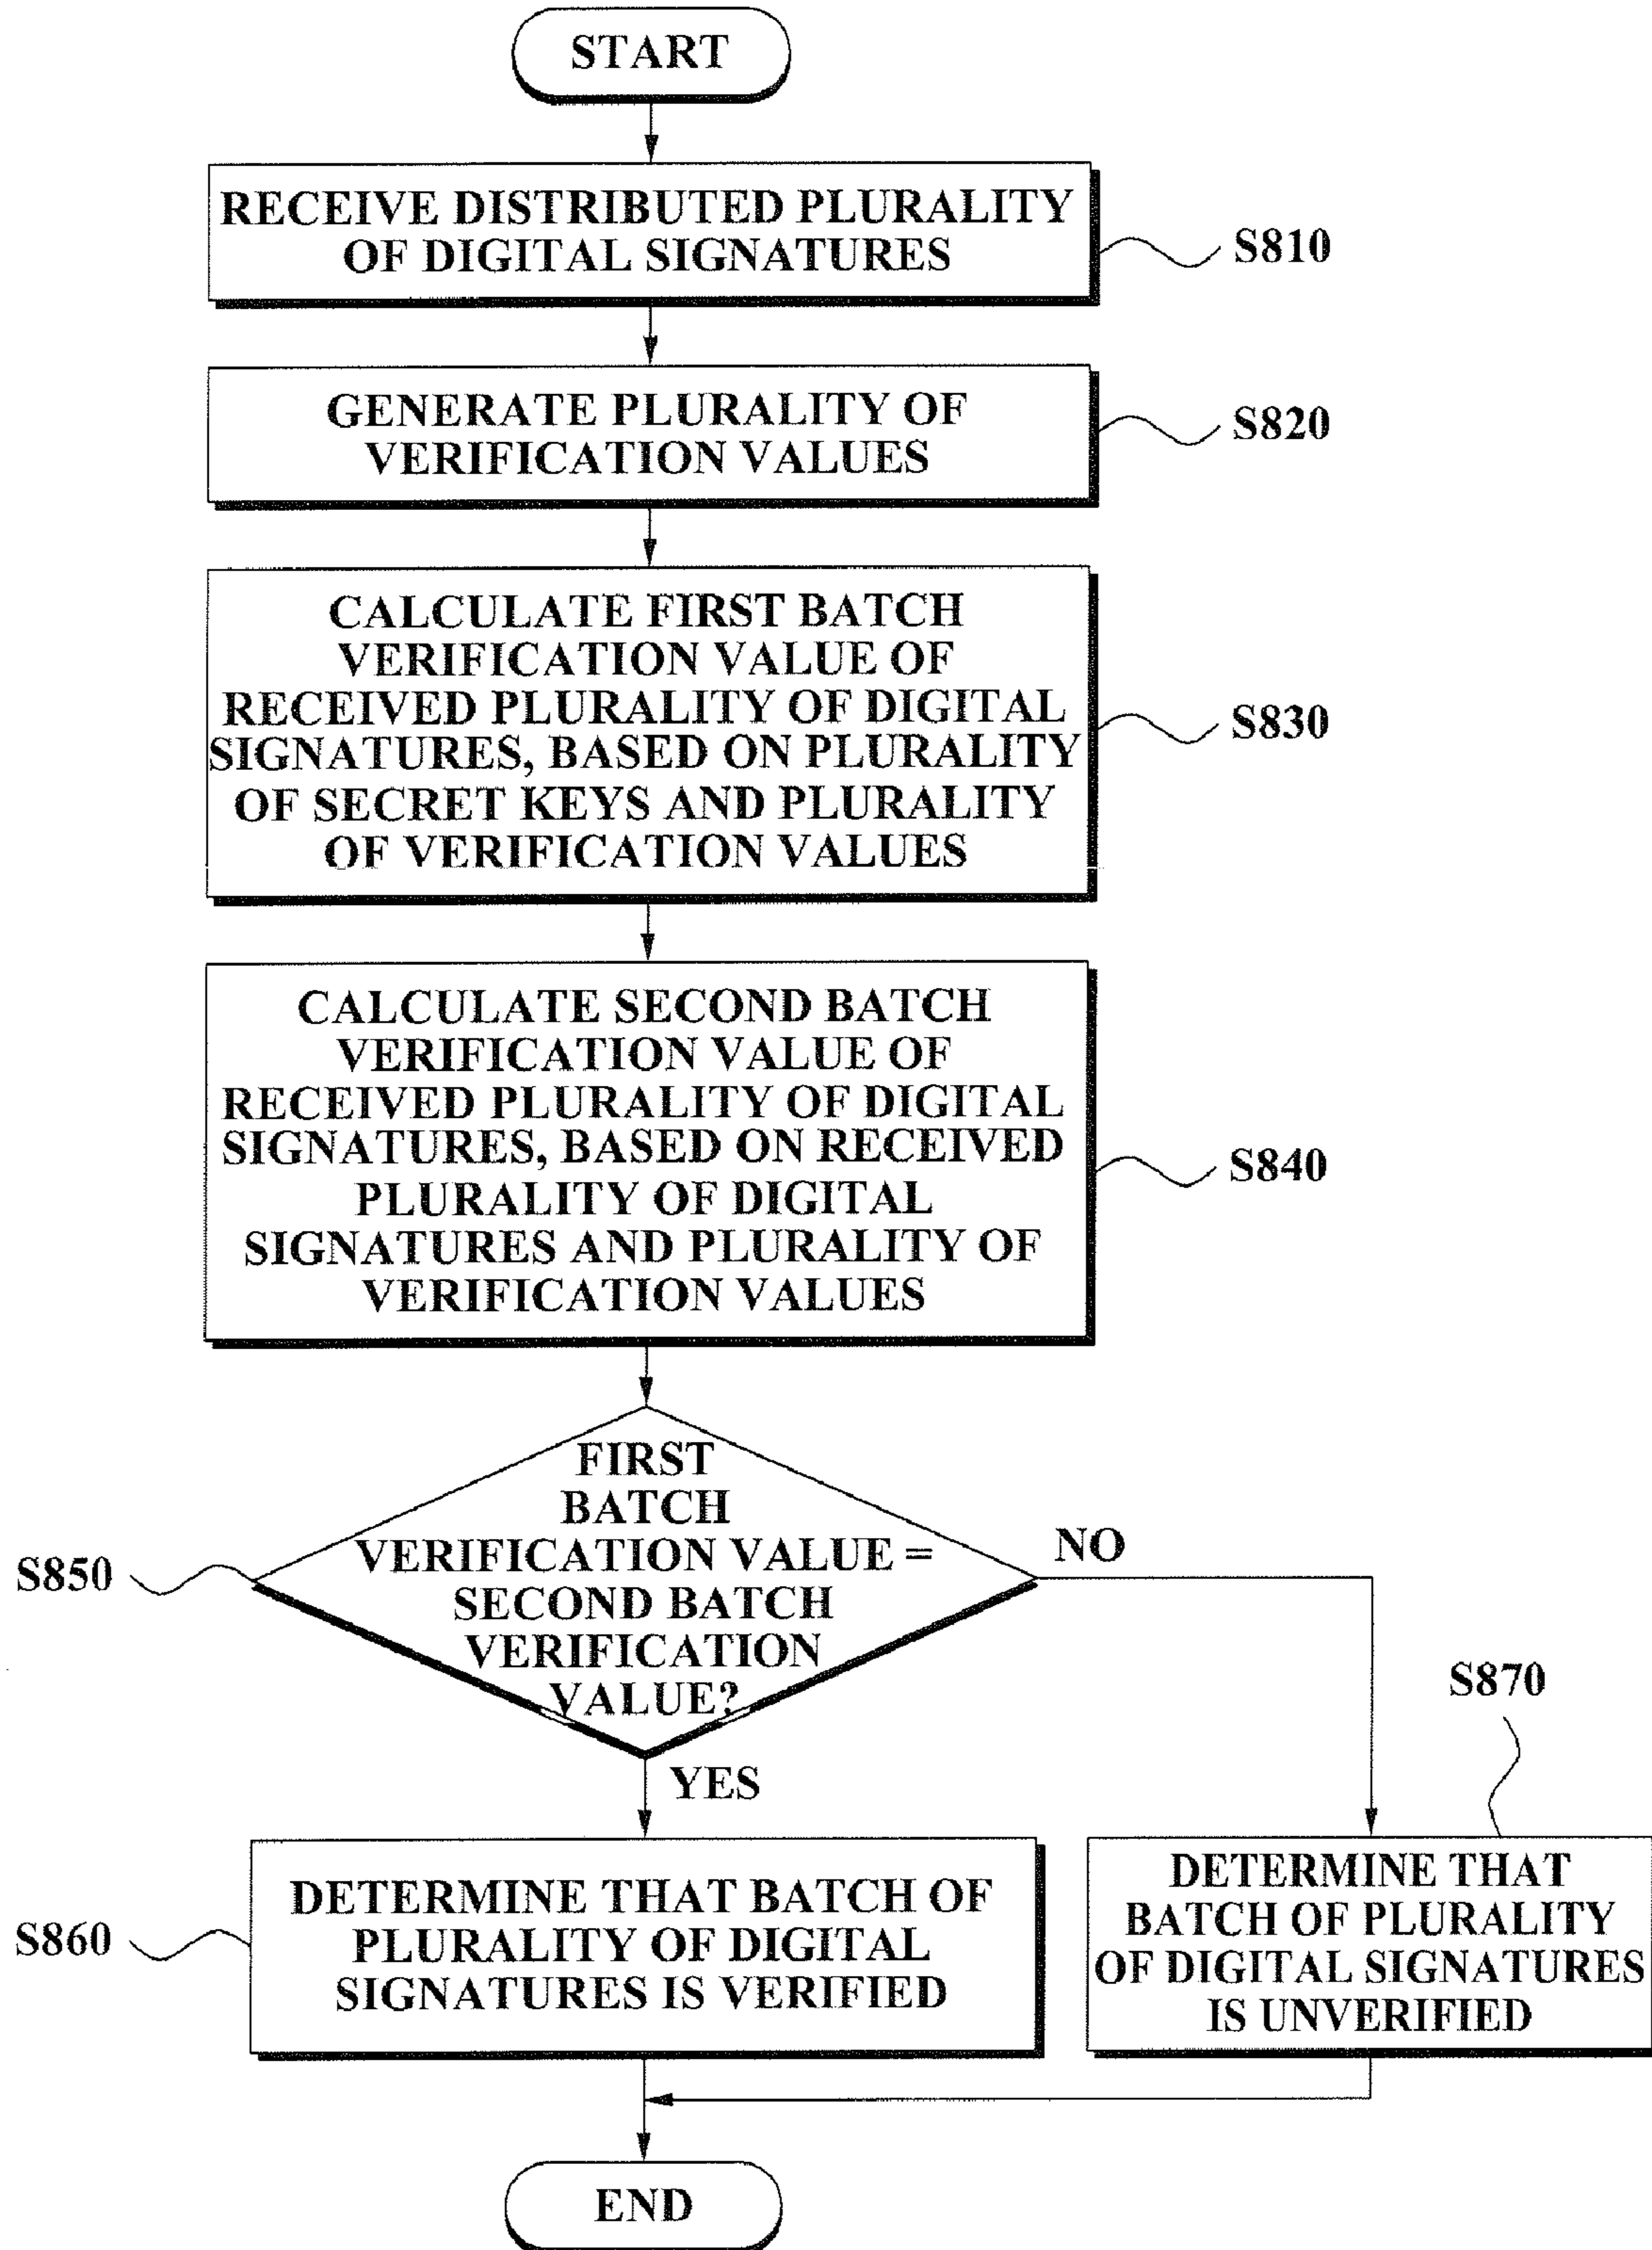 START
RECEIVE DISTRIBUTED PLURALITY
OF DIGITAL SIGNATURES
S810
GENERATE PLURALITY OF
VERIFICATION VALUES
S820
CALCULATE FIRST BATCH
VERIFICATION VALUE OF
RECEIVED PLURALITY OF DIGITAL
SIGNATURES, BASED ON PLURALITY
OF SECRET KEYS AND PLURALITY
OF VERIFICATION VALUES
S830
CALCULATE SECOND BATCH
VERIFICATION VALUE OF
RECEIVED PLURALITY OF DIGITAL
SIGNATURES, BASED ON RECEIVED
PLURALITY OF DIGITAL
SIGNATURES AND PLURALITY OF
VERIFICATION VALUES
S840
FIRST
BATCH
VERIFICATION VALUE =
SECOND BATCH
VERIFICATION
VALUE?
S850
NO
YES
S870
DETERMINE THAT BATCH OF
PLURALITY OF DIGITAL
SIGNATURES IS VERIFIED
S860
DETERMINE THAT
BATCH OF PLURALITY
OF DIGITAL SIGNATURES
IS UNVERIFIED
END